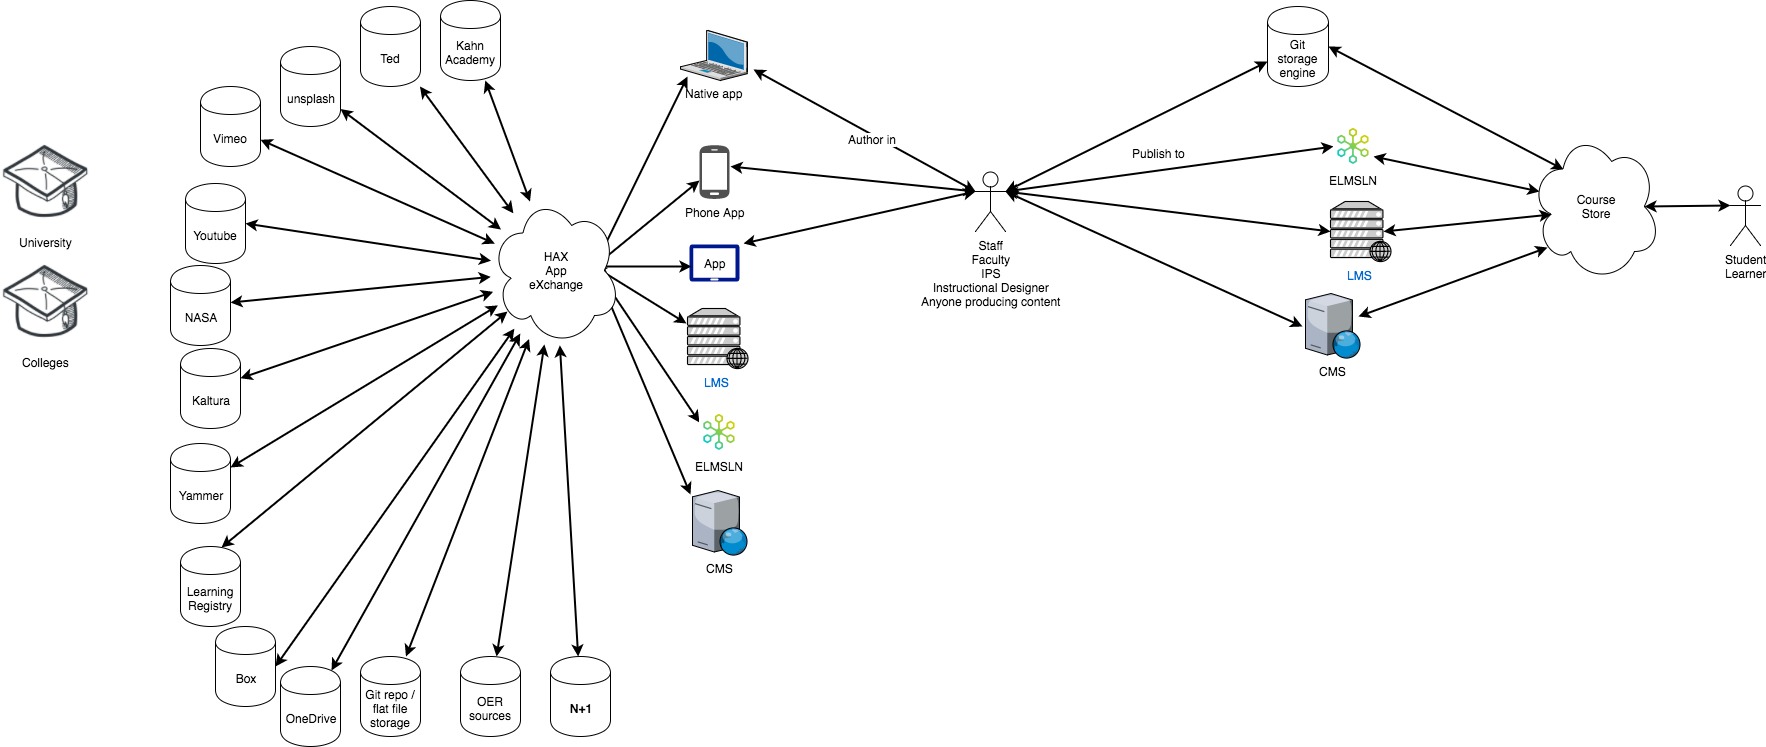 University
Colleges
Kahn
Academy
Ted
unsplash
Vimeo
Youtube
NASA
Kaltura
Yammer
Learning
Registry
Box
OneDrive
Git repo /
flat file
storage
OER
sources
N+1
HAX
App
eXchange
Native app
Phone App
App
LMS
ELMSLN
CMS
Author in
Staff
Faculty
IPS
Instructional Designer
Anyone producing content
Publish to
Git
storage
engine
ELMSLN
LMS
CMS
Course
Store
Student
Learner